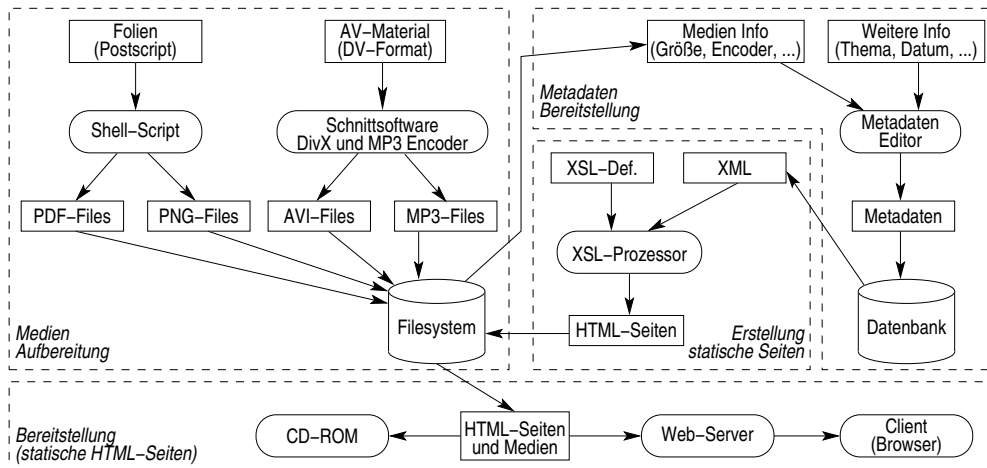 Folien
(Postscript)
AV–Material
(DV–Format)
Medien Info
(Größe, Encoder, ...)
Weitere Info
(Thema, Datum, ...)
Metadaten
Bereitstellung
Shell–Script
Schnittsoftware
DivX und MP3 Encoder
Metadaten
Editor
XSL–Def.
XML
PDF–Files
PNG–Files
AVI–Files
MP3–Files
Metadaten
XSL–Prozessor
Medien
Aufbereitung
Filesystem
HTML–Seiten
Erstellung
statische Seiten
Datenbank
Bereitstellung
(statische HTML–Seiten)
CD–ROM
HTML–Seiten
und Medien
Web–Server
Client
(Browser)